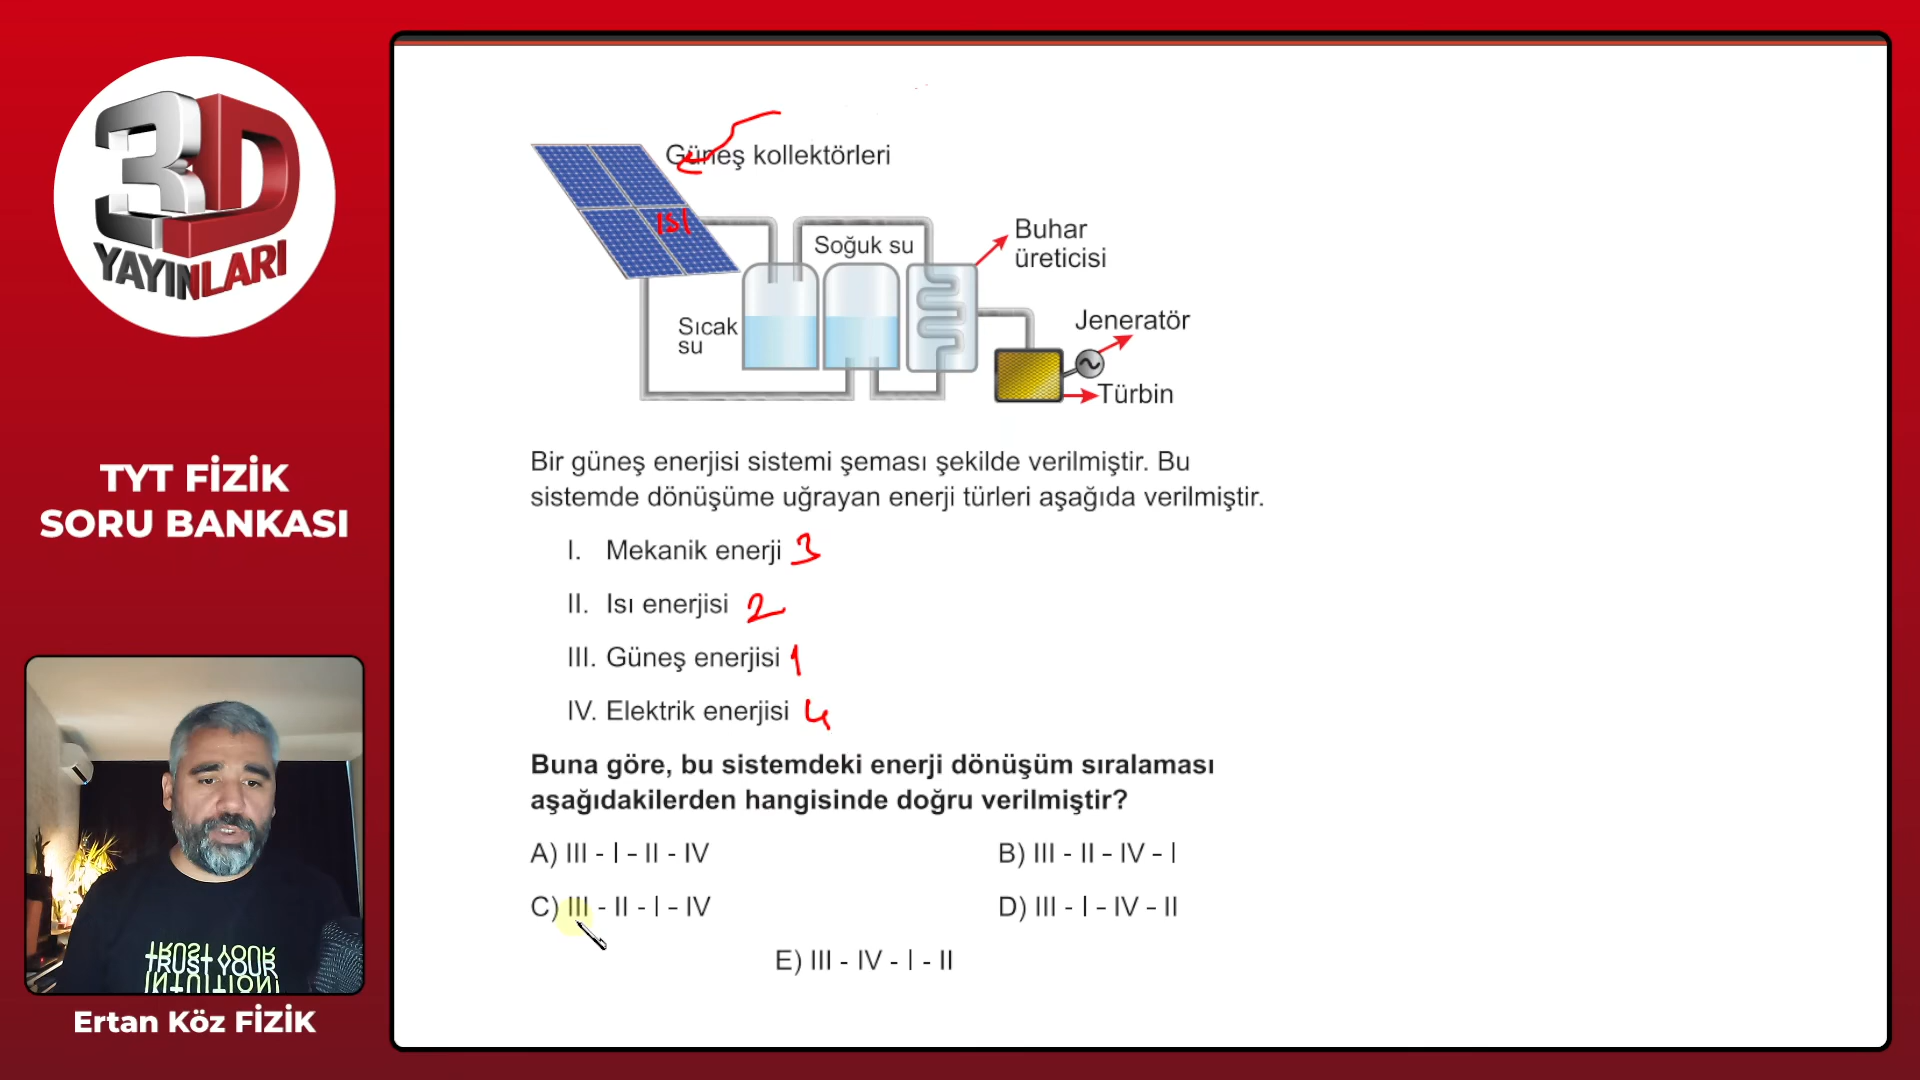 3D
YAYINLARI
TYT FİZİK
SORU BANKASI
Güneş kollektörleri
ısı
Soğuk su
Buhar
üreticisi
Sıcak
su
Jeneratör
Türbin
Bir güneş enerjisi sistemi şeması şekilde verilmiştir. Bu
sistemde dönüşüme uğrayan enerji türleri aşağıda verilmiştir.
I. Mekanik enerji 3
II. Isı enerjisi 2
III. Güneş enerjisi 1
IV. Elektrik enerjisi 4
Buna göre, bu sistemdeki enerji dönüşüm sıralaması
aşağıdakilerden hangisinde doğru verilmiştir?
A) III - I - II - IV
B) III - II - IV - I
C) III - II - I - IV
D) III - I - IV - II
E) III - IV - I - II
TRUST YOUR
INTUITION!
Ertan Köz FİZİK